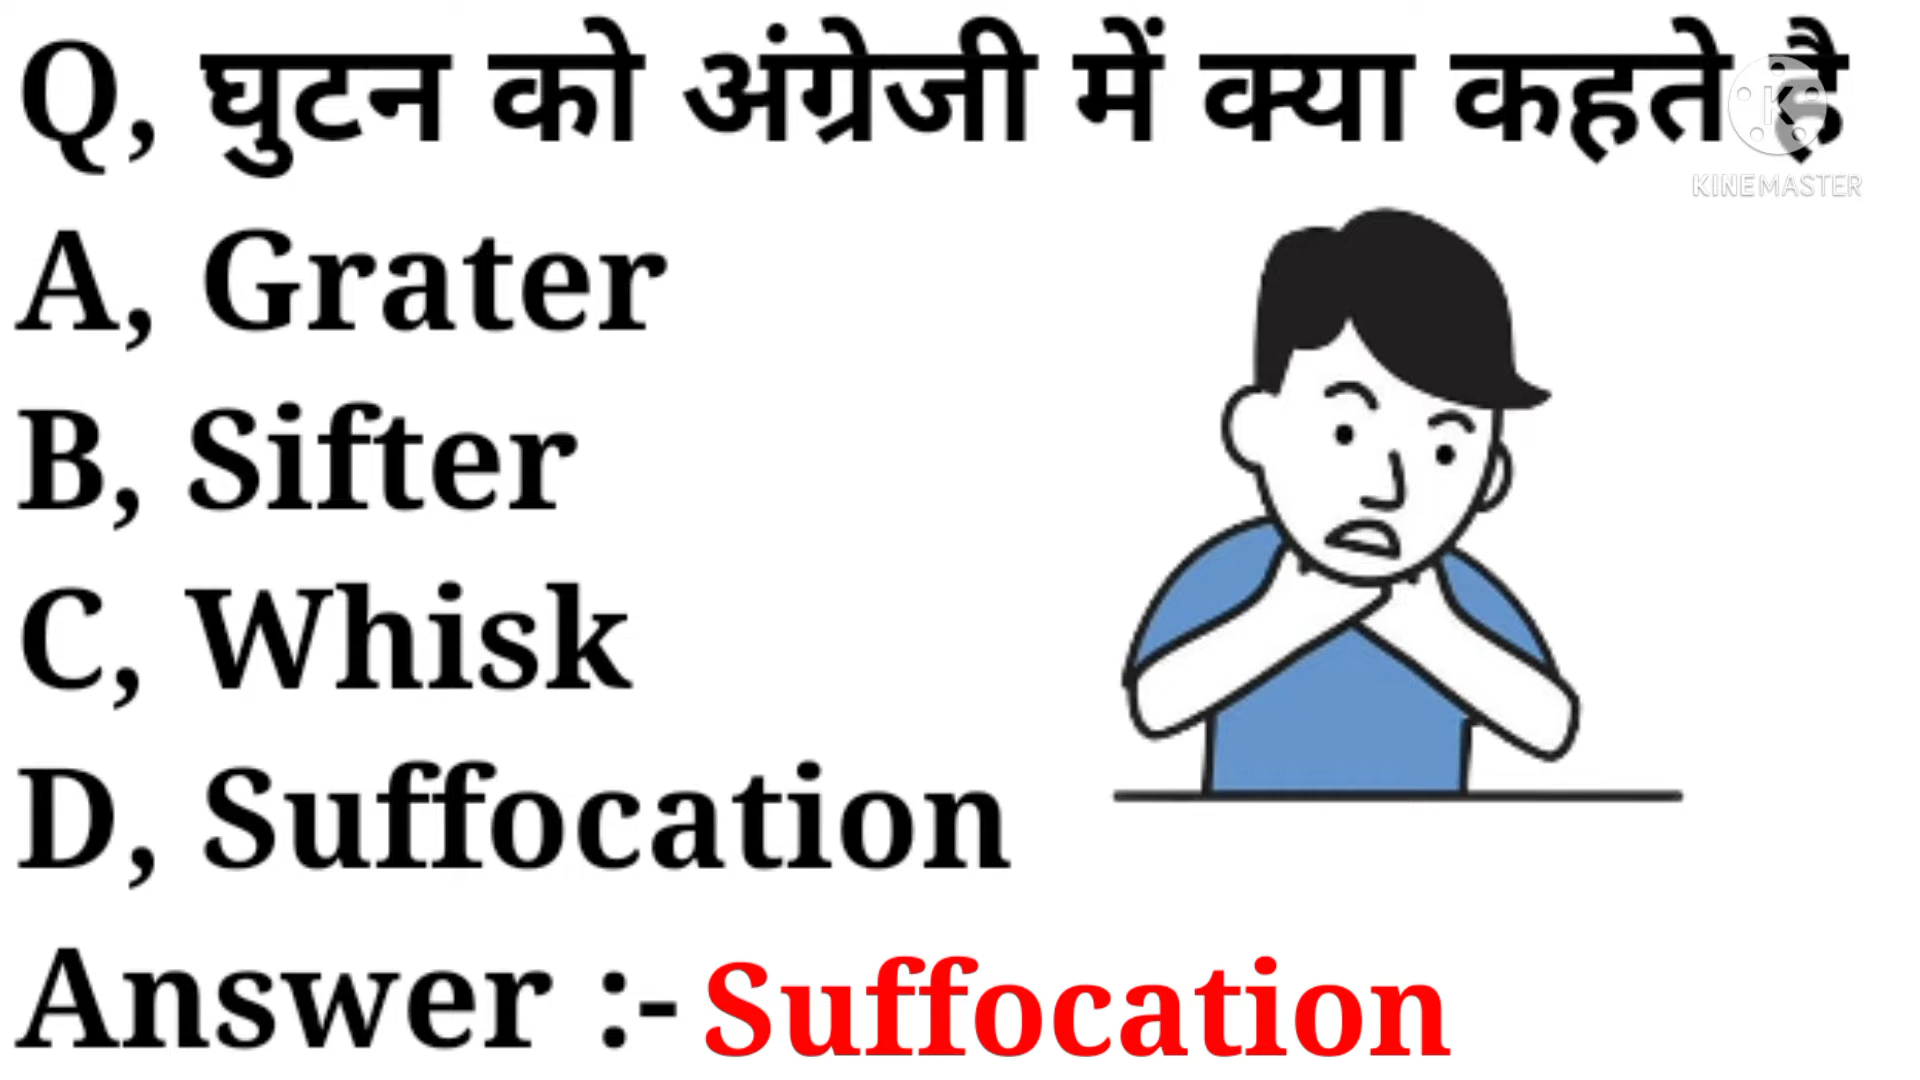 Q, घुटन को अंग्रेजी में क्या कहते है
KINEMASTER
A, Grater
B, Sifter
C, Whisk
D, Suffocation
Answer :- Suffocation